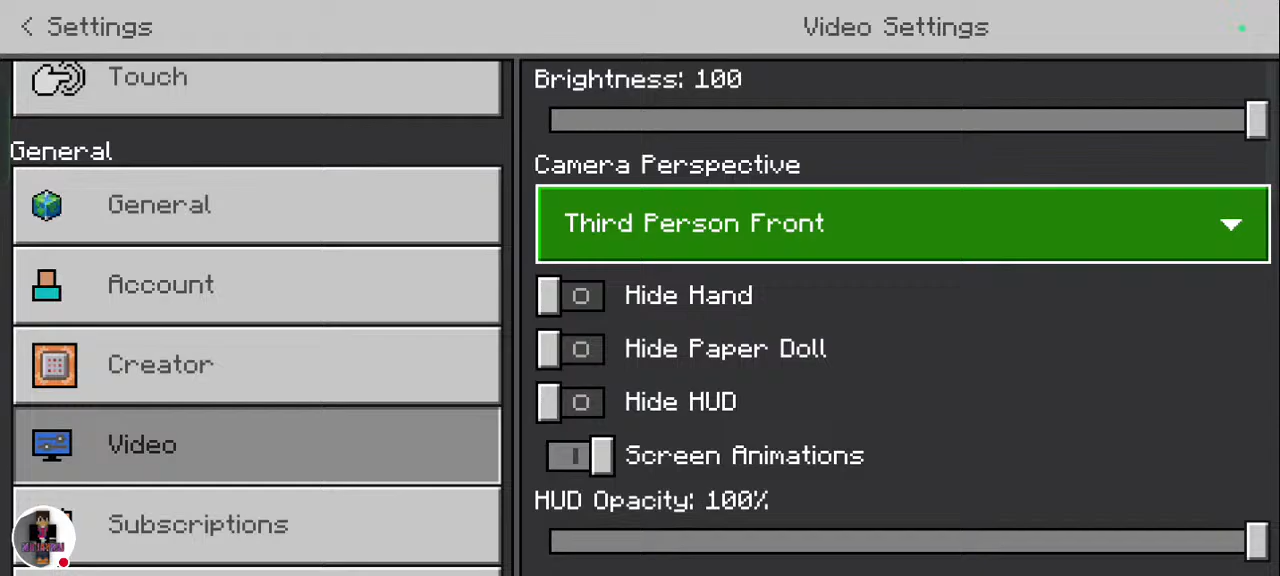 Settings
Video Settings
Touch
General
General
Account
Creator
Video
Subscriptions
Brightness: 100
Camera Perspective
Third Person Front
Hide Hand
Hide Paper Doll
Hide HUD
Screen Animations
HUD Opacity: 100%